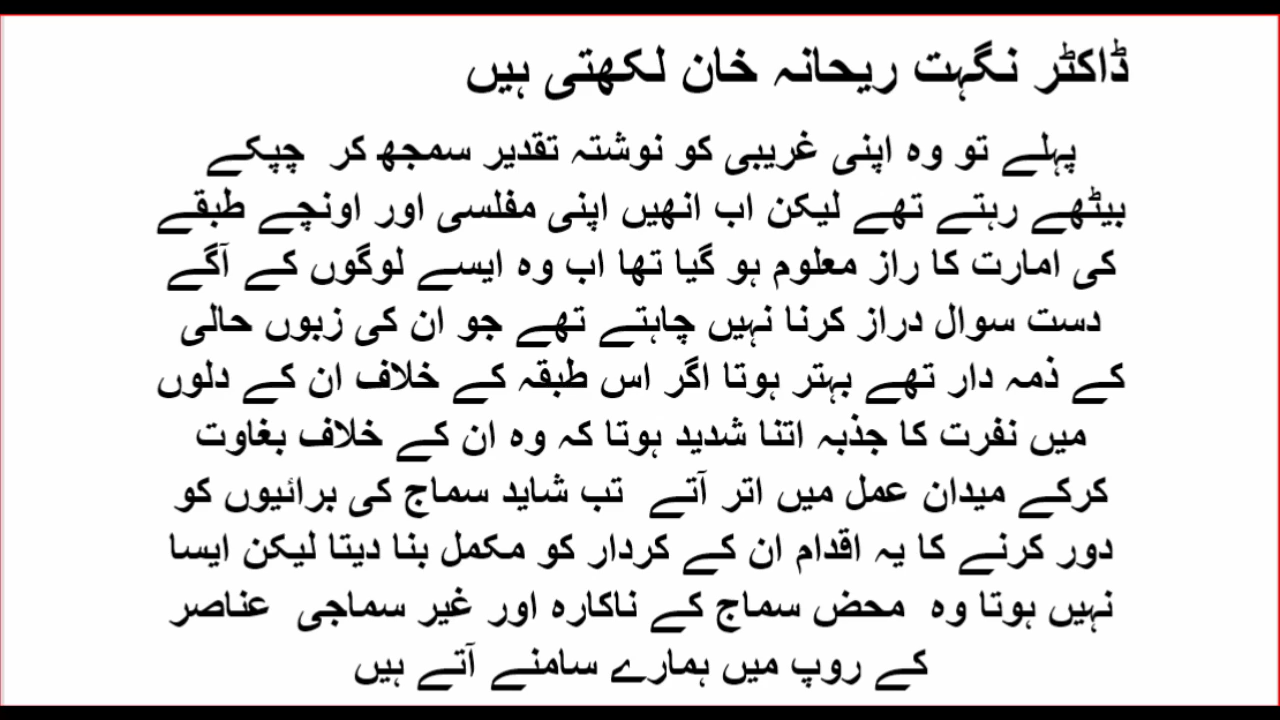 ڈاکٹر نگہت ریحانہ خان لکھتی ہیں
پہلے تو وہ اپنی غریبی کو نوشتہ تقدیر سمجھ کر چپکے
بیٹھے رہتے تھے لیکن اب انھیں اپنی مفلسی اور اونچے طبقے
کی امارت کا راز معلوم ہو گیا تھا اب وہ ایسے لوگوں کے آگے
دست سوال دراز کرنا نہیں چاہتے تھے جو ان کی زبوں حالی
کے ذمہ دار تھے بہتر ہوتا اگر اس طبقہ کے خلاف ان کے دلوں
میں نفرت کا جذبہ اتنا شدید ہوتا کہ وہ ان کے خلاف بغاوت
کرکے میدان عمل میں اتر آتے تب شاید سماج کی برائیوں کو
دور کرنے کا یہ اقدام ان کے کردار کو مکمل بنا دیتا لیکن ایسا
نہیں ہوتا وہ محض سماج کے ناکارہ اور غیر سماجی عناصر
کے روپ میں ہمارے سامنے آتے ہیں